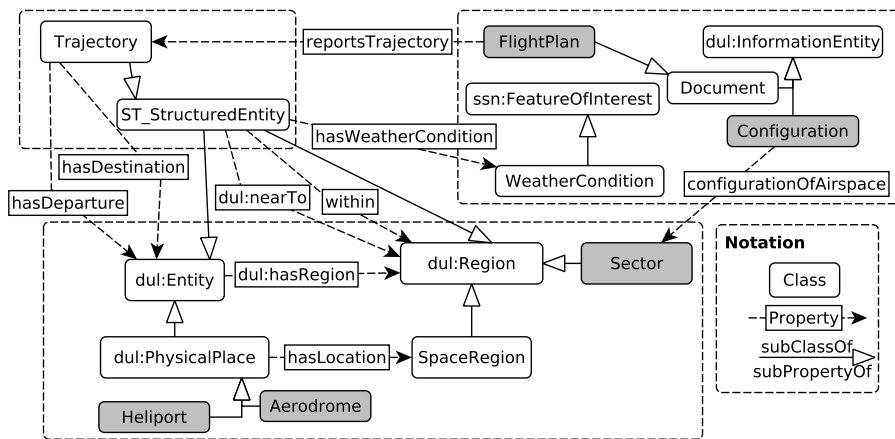 Trajectory
reportsTrajectory
FlightPlan
dul:InformationEntity
Document
ssn:FeatureOfInterest
ST_StructuredEntity
hasWeatherCondition
Configuration
hasDestination
WeatherCondition
configurationOfAirspace
hasDeparture
dul:nearTo
within
Notation
dul:Entity
dul:hasRegion
dul:Region
Sector
Class
Property
subClassOf
subPropertyOf
dul:PhysicalPlace
hasLocation
SpaceRegion
Heliport
Aerodrome